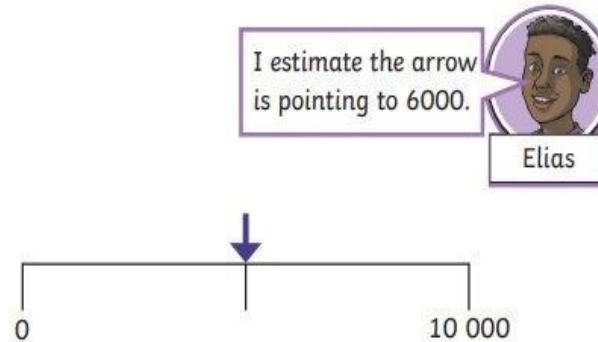 I estimate the arrow
is pointing to 6000.
Elias
0
10 000